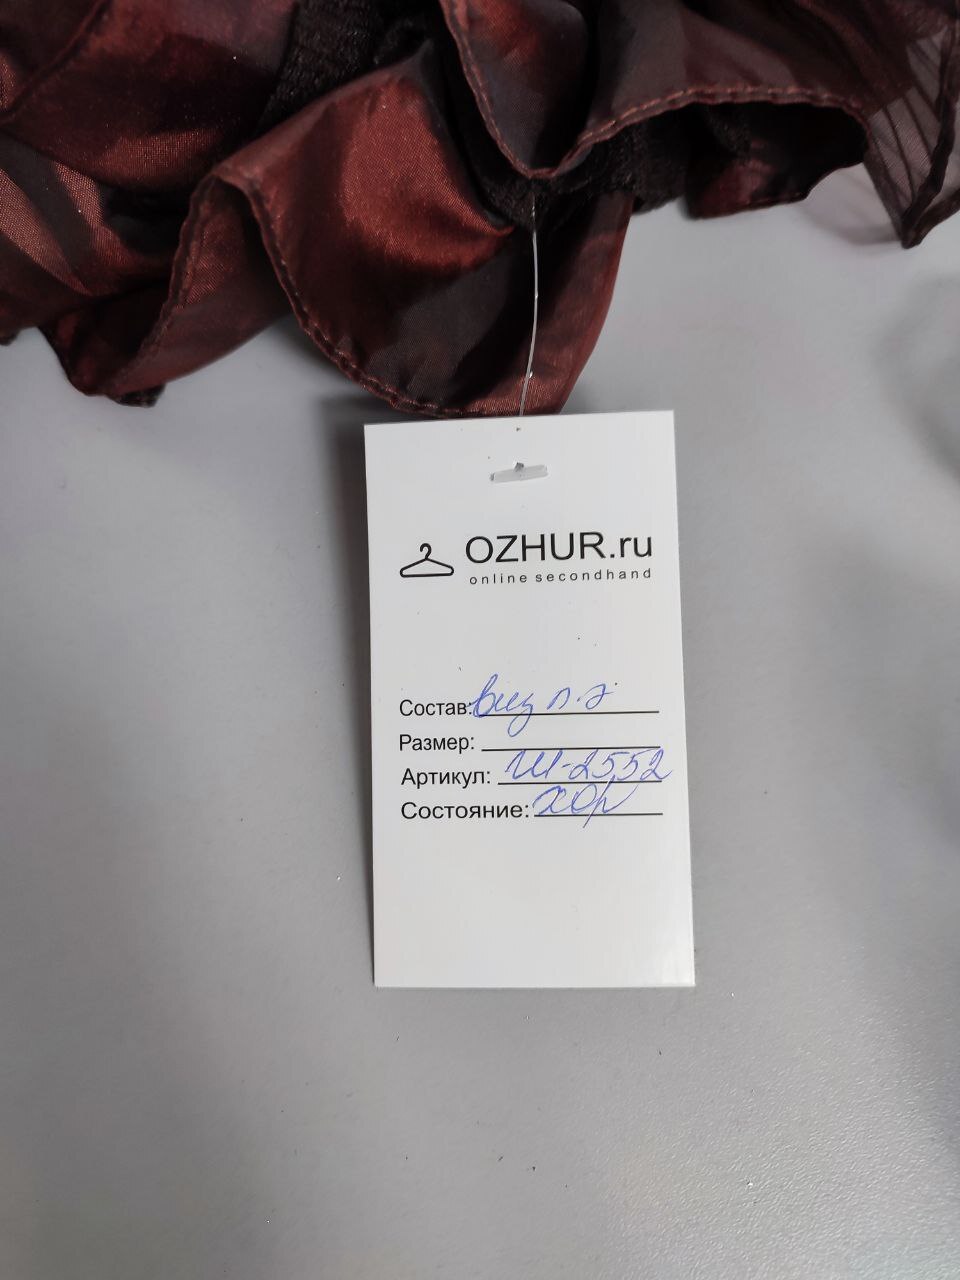 OZHUR.ru
online secondhand
Состав: виз п.э
Размер:
Артикул: Ш-2552
Состояние: хор